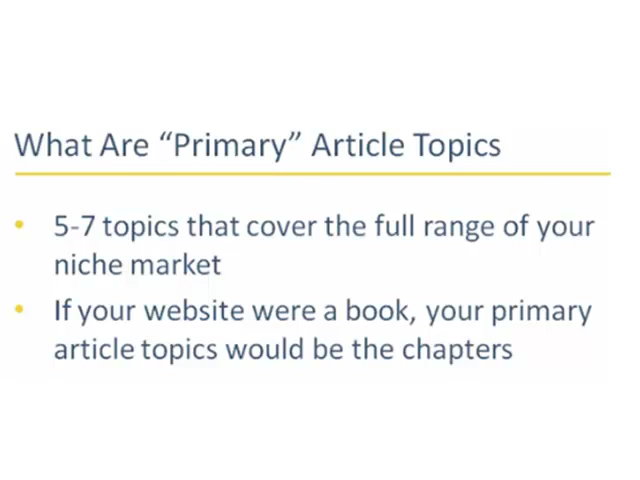 What Are “Primary” Article Topics
• 5-7 topics that cover the full range of your
niche market
• If your website were a book, your primary
article topics would be the chapters